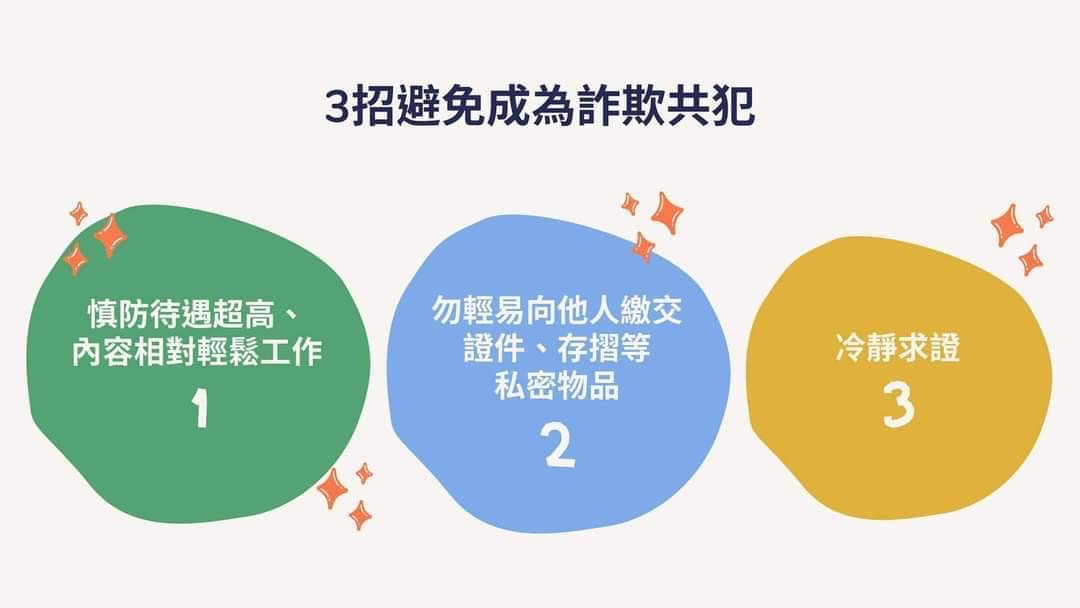 3招避免成為詐欺共犯
慎防待遇超高、
內容相對輕鬆工作
1
勿輕易向他人繳交
證件、存摺等
私密物品
2
冷靜求證
3